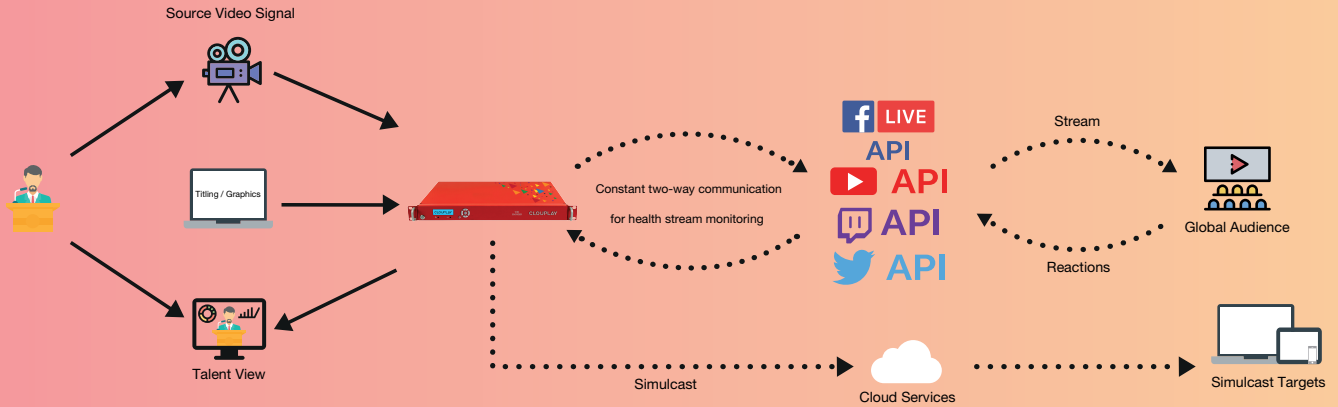 Source Video Signal
Titling / Graphics
Talent View
CLOUPLAY
Constant two-way communication
for health stream monitoring
LIVE
API
API
API
API
Stream
Reactions
Global Audience
Simulcast
Cloud Services
Simulcast Targets